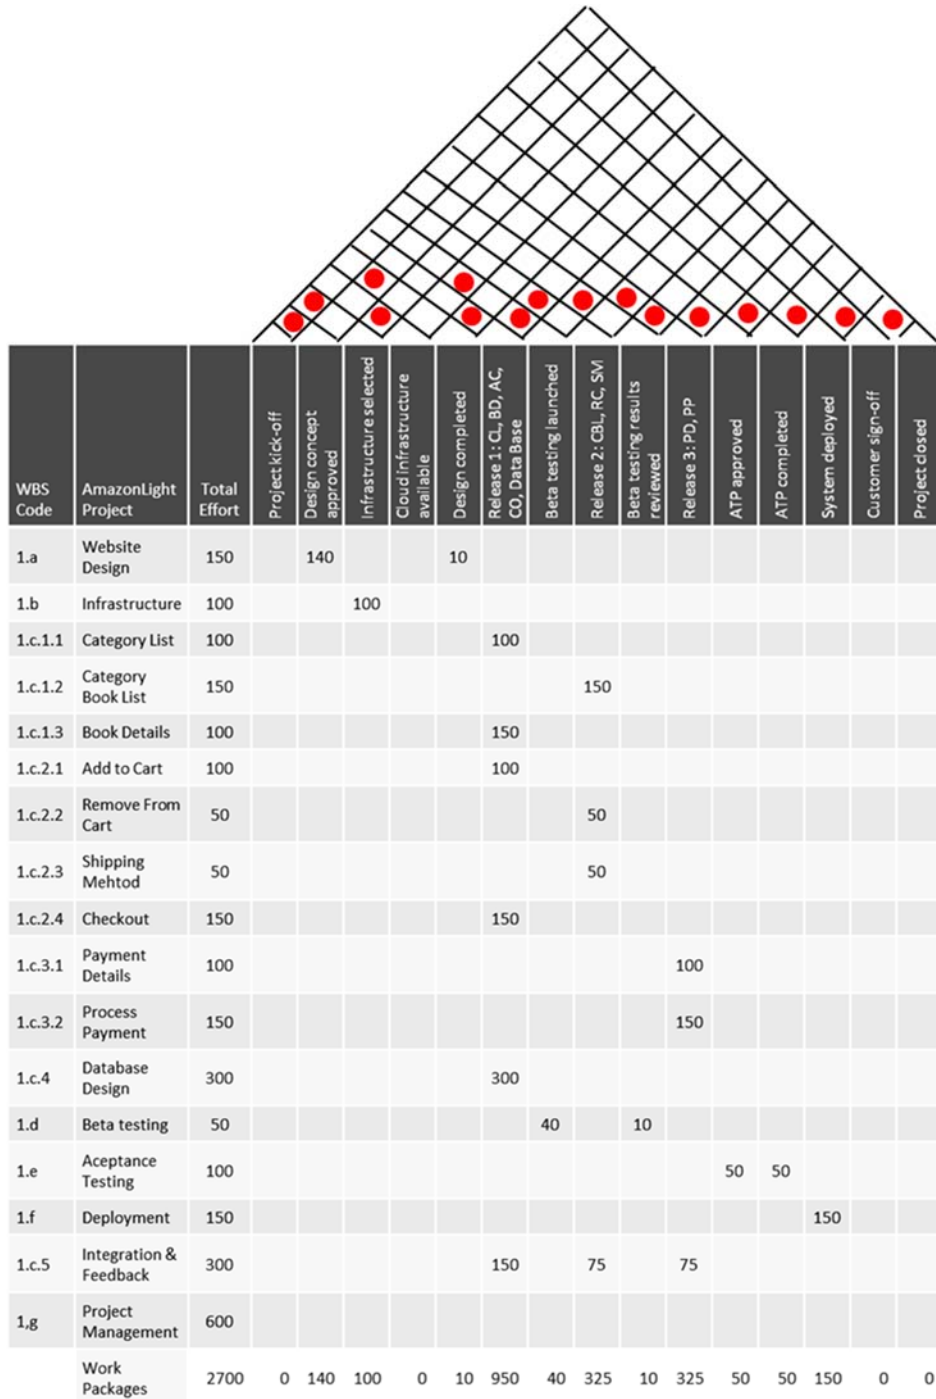 WBS Code
AmazonLight Project
Total Effort
Project kick-off
Design concept approved
Infrastructure selected
Cloud infrastructure available
Design completed
Release 1 : CL, BD, AC, CO, Data Base
Beta testing launched
Release 2 : CBL, RC, SM
Beta testing results reviewed
Release 3 : PD, PP
ATP approved
ATP completed
System deployed
Customer sign-off
Project closed
1.a Website Design 150 140 10
1.b Infrastructure 100 100
1.c.1.1 Category List 100 100
1.c.1.2 Category Book List 150 150
1.c.1.3 Book Details 100 150
1.c.2.1 Add to Cart 100 100
1.c.2.2 Remove From Cart 50 50
1.c.2.3 Shipping Mehtod 50 50
1.c.2.4 Checkout 150 150
1.c.3.1 Payment Details 100 100
1.c.3.2 Process Payment 150 150
1.c.4 Database Design 300 300
1.d Beta testing 50 40 10
1.e Aceptance Testing 100 50 50
1.f Deployment 150 150
1.c.5 Integration & Feedback 300 150 75 75
1,g Project Management 600
Work Packages 2700 0 140 100 0 10 950 40 325 10 325 50 50 150 0 0